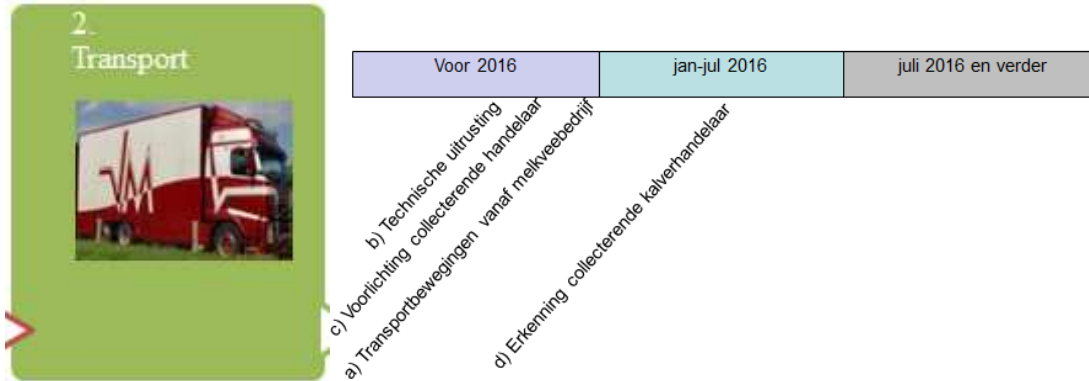 2.
Transport
Voor 2016
jan-jul 2016
juli 2016 en verder
b) Technische uitrusting
c) Voorlichting collecterende handelaar
a) Transportbewegingen vanaf melkveebedrijf
d) Erkenning collecterende kalverhandelaar
VM